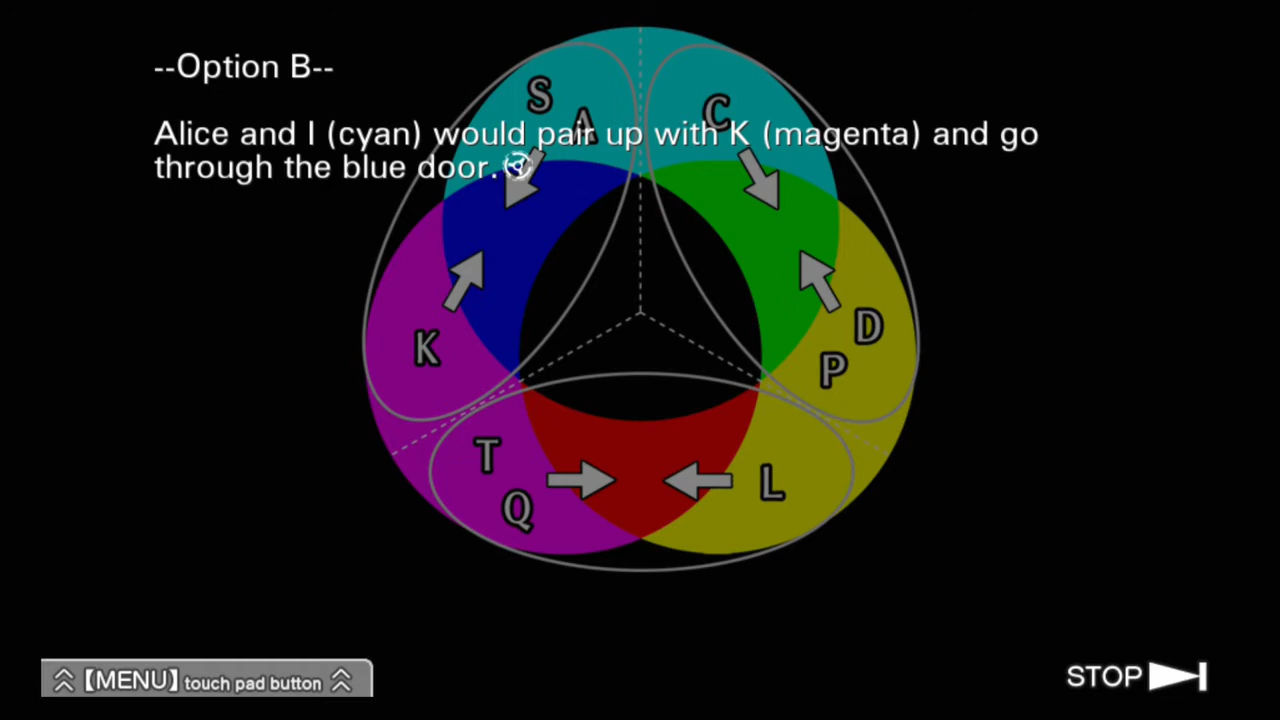 --Option B--
S
C
A
Alice and I (cyan) would pair up with K (magenta) and go
through the blue door.
D
K
P
T
L
Q
【MENU】touch pad button
STOP